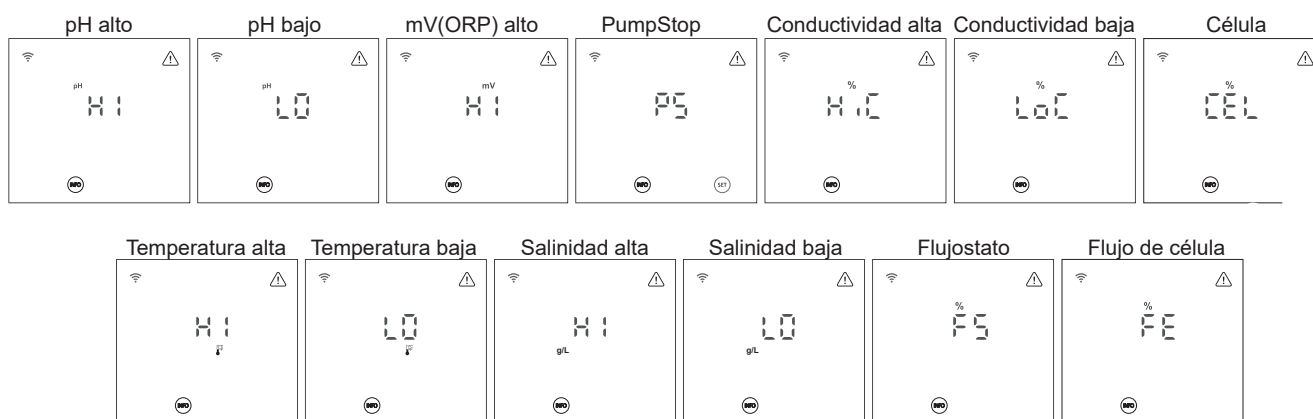 pH alto pH bajo mV(ORP) alto PumpStop Conductividad alta Conductividad baja Célula
pH pH mV % % %
HI LO HI PS HiC LoC CEL
INFO INFO INFO INFO SET INFO INFO INFO
Temperatura alta Temperatura baja Salinidad alta Salinidad baja Flujostato Flujo de célula
% %
HI LO HI LO FS FE
g/L g/L
INFO INFO INFO INFO INFO INFO